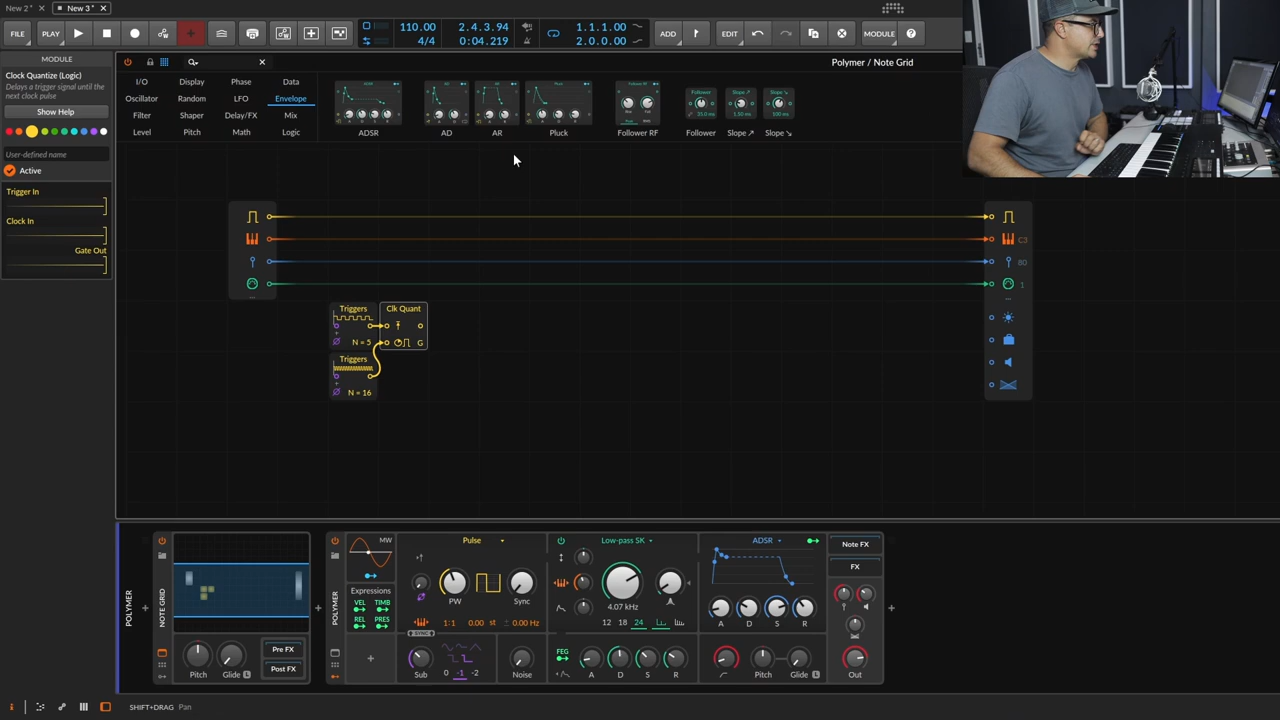 New 2 * New 3 *
FILE PLAY 110.00 2.4.3.94 1.1.1.00 ADD EDIT MODULE
4/4 0:04.219 2.0.0.00
MODULE
Clock Quantize (Logic)
Delays a trigger signal until the
next clock pulse
Show Help
User-defined name
Active
Trigger In
Clock In
Gate Out
Polymer / Note Grid
I/O Display Phase Data
Oscillator Random LFO Envelope
Filter Shaper Delay/FX Mix
Level Pitch Math Logic
ADSR AD AR Pluck Follower RF Follower Slope ↗ Slope ↘
C3
80
1
Triggers Clk Quant
N = 5 G
Triggers
N = 16
POLYMER
NOTE GRID
Pitch Glide L
Pre FX
Post FX
POLYMER
MW
Expressions
VEL TIMB
REL PRES
Pulse
PW Sync
1:1 0.00 st 0.00 Hz
SYNC
Sub 0 -1 -2 Noise
Low-pass SK
4.07 kHz
12 18 24
FEG
A D S R
ADSR
A D S R
Pitch Glide L
Note FX
FX
Out
SHIFT+DRAG Pan